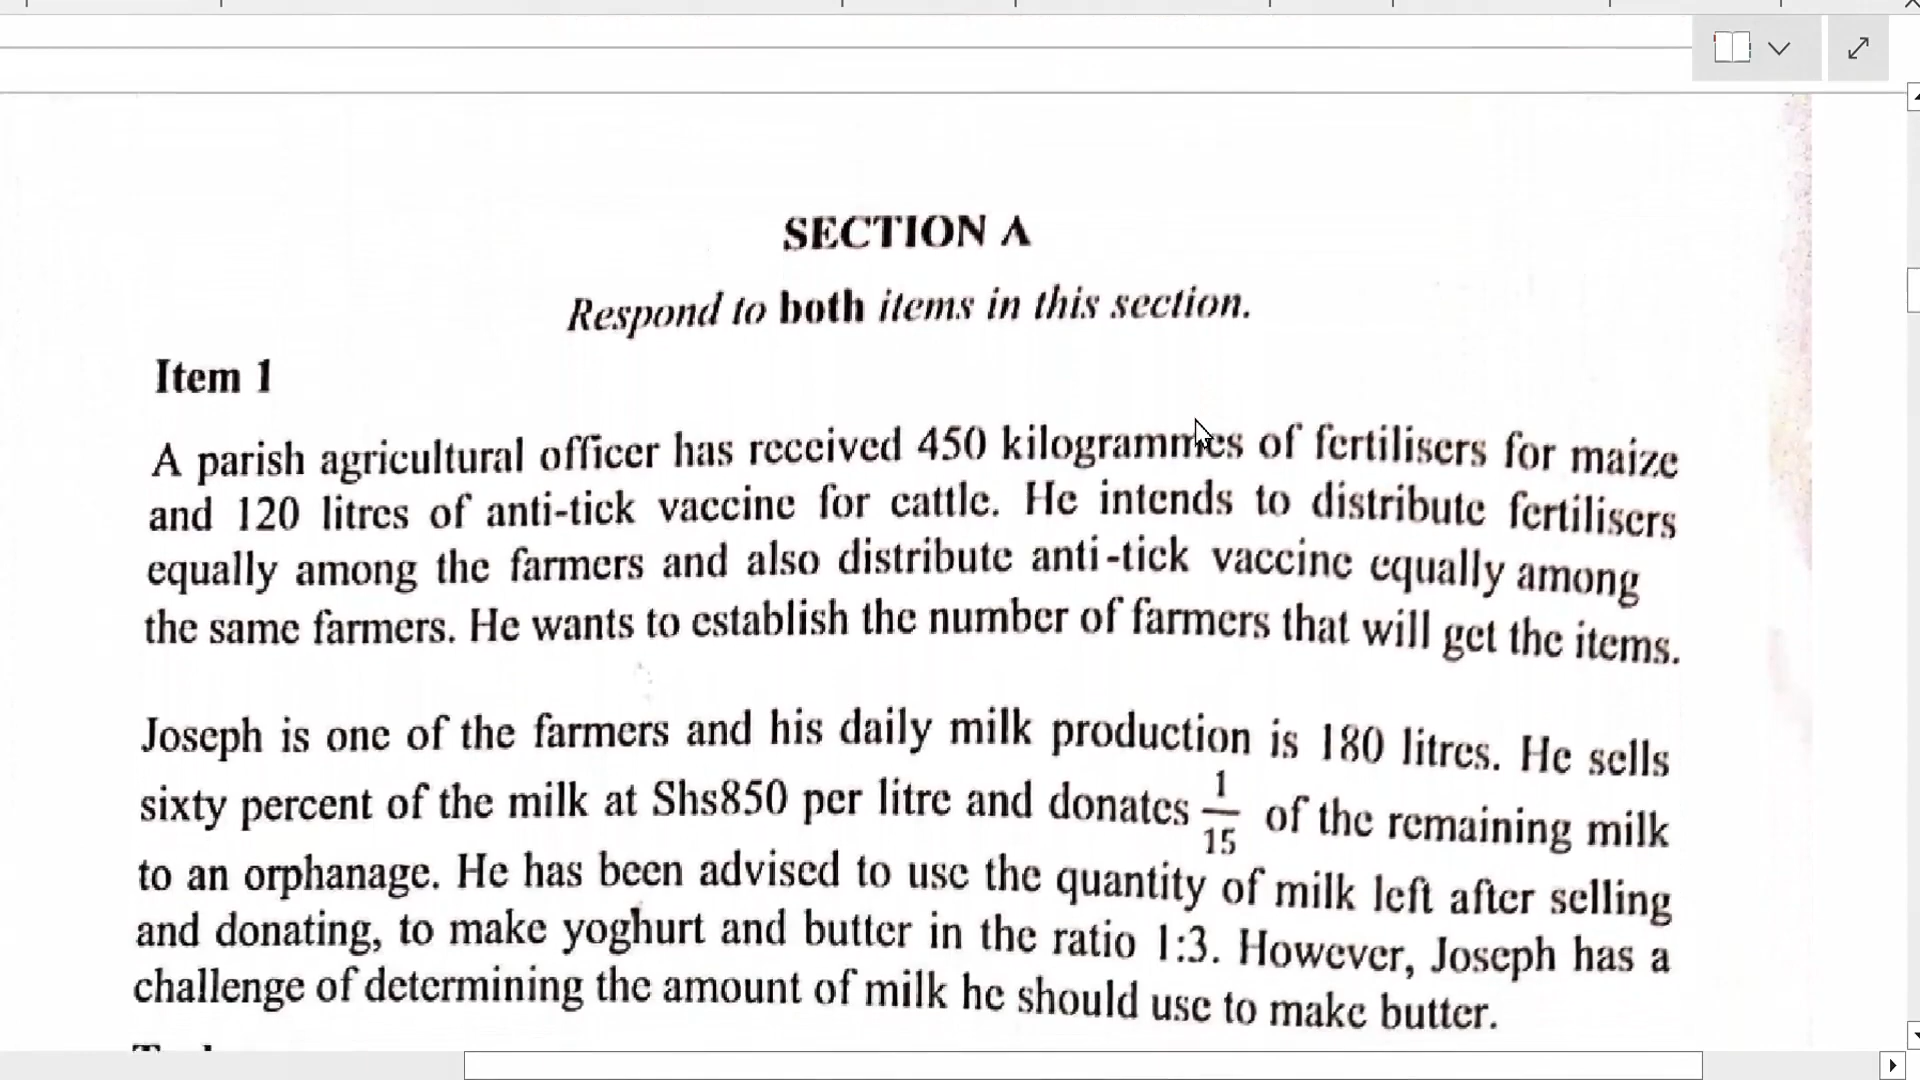 SECTION A
Respond to both items in this section.
Item 1
A parish agricultural officer has received 450 kilogrammes of fertilisers for maize
and 120 litres of anti-tick vaccine for cattle. He intends to distribute fertilisers
equally among the farmers and also distribute anti-tick vaccine equally among
the same farmers. He wants to establish the number of farmers that will get the items.
Joseph is one of the farmers and his daily milk production is 180 litres. He sells
sixty percent of the milk at Shs850 per litre and donates 1/15 of the remaining milk
to an orphanage. He has been advised to use the quantity of milk left after selling
and donating, to make yoghurt and butter in the ratio 1:3. However, Joseph has a
challenge of determining the amount of milk he should use to make butter.